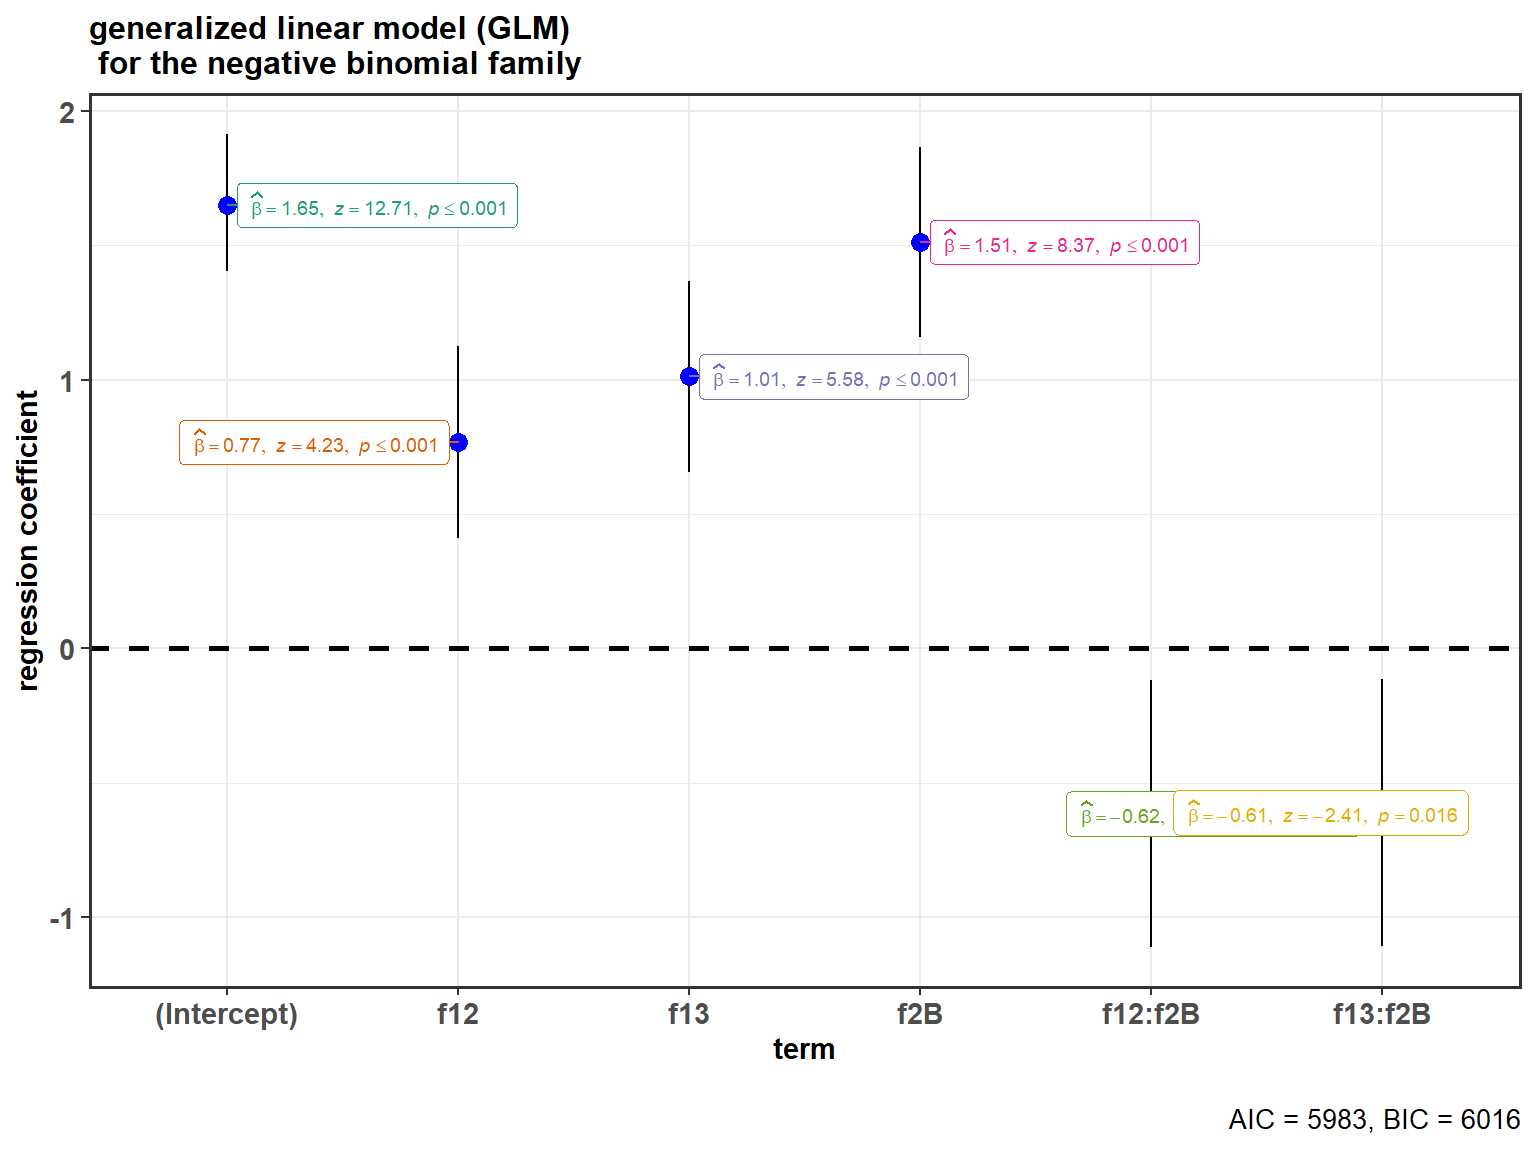 generalized linear model (GLM)
for the negative binomial family
regression coefficient
2
1
0
-1
β̂ = 1.65, z = 12.71, p ≤ 0.001
β̂ = 0.77, z = 4.23, p ≤ 0.001
β̂ = 1.01, z = 5.58, p ≤ 0.001
β̂ = 1.51, z = 8.37, p ≤ 0.001
β̂ = −0.62,
β̂ = −0.61, z = −2.41, p = 0.016
(Intercept) f12 f13 f2B f12:f2B f13:f2B
term
AIC = 5983, BIC = 6016